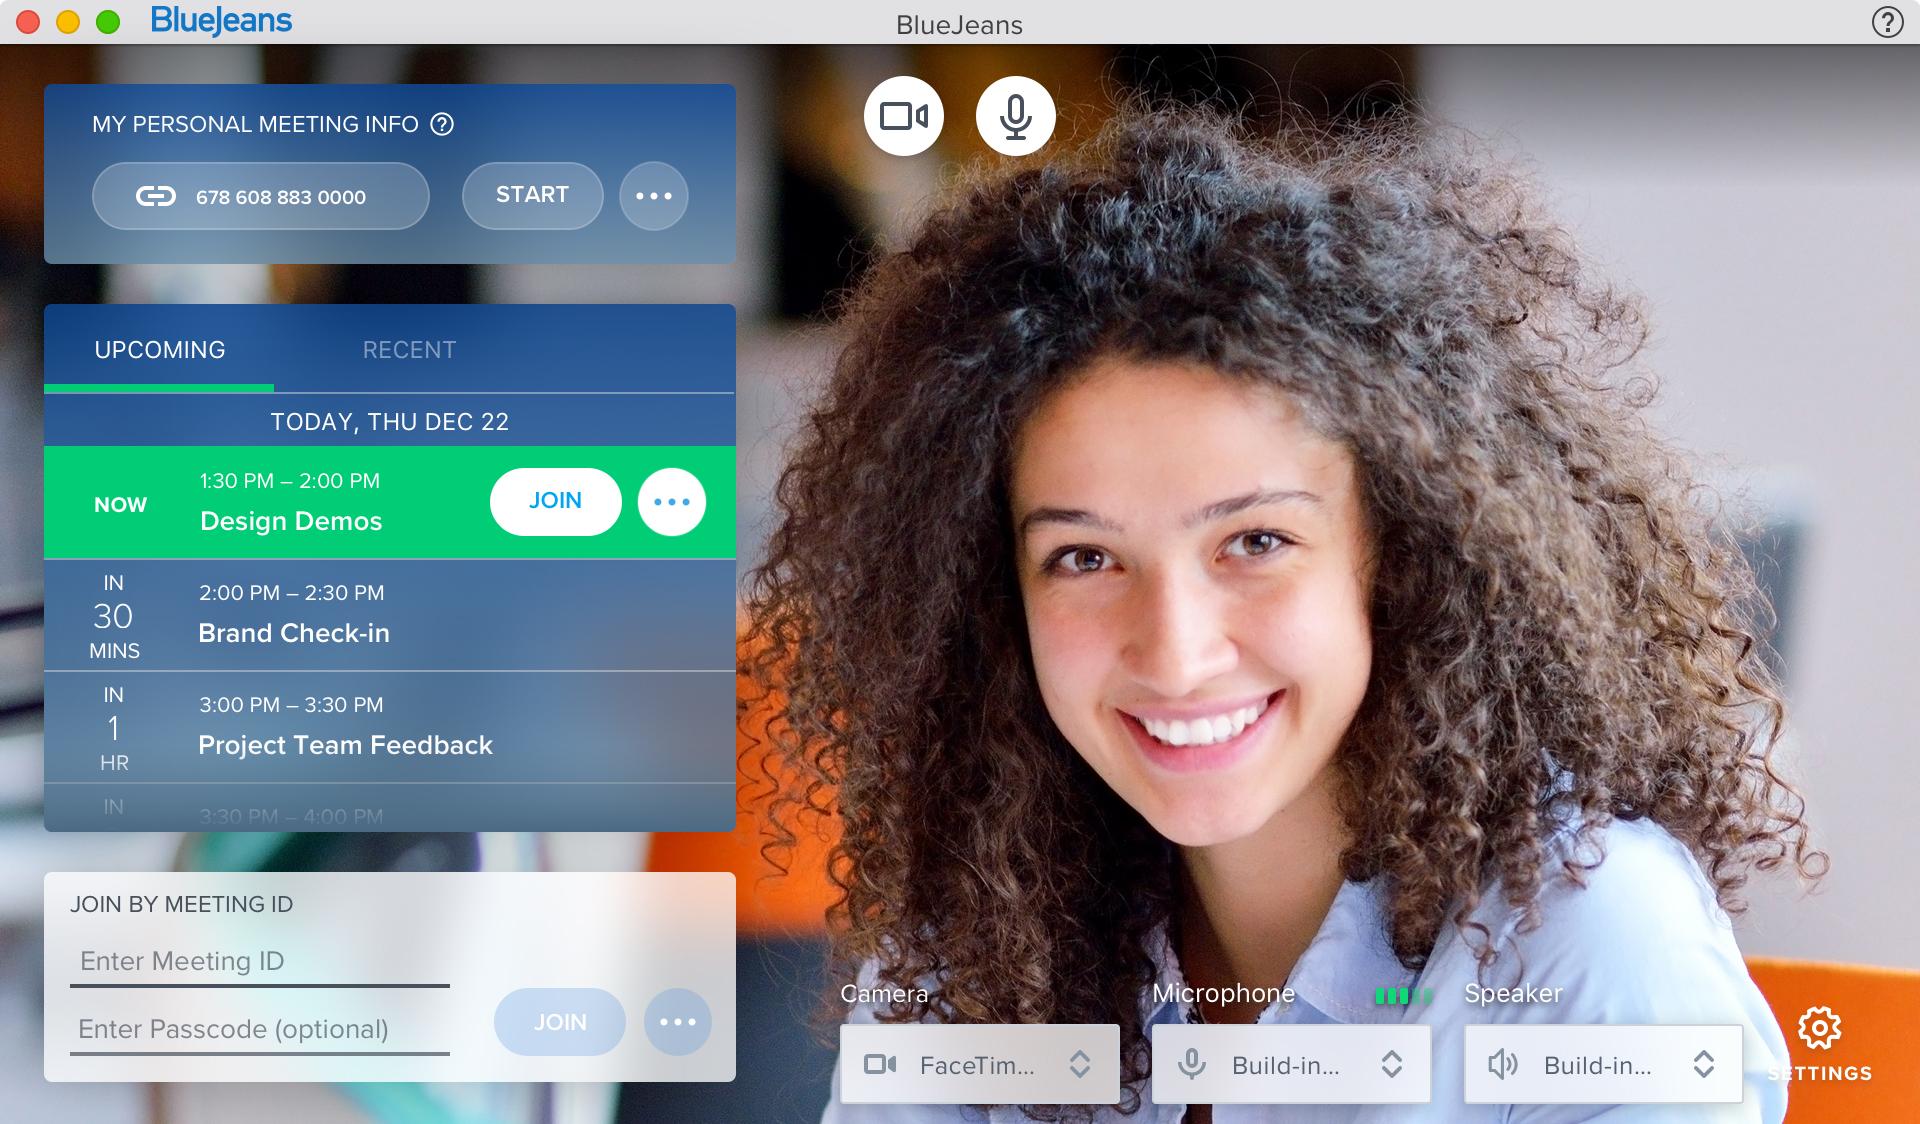 BlueJeans
BlueJeans
MY PERSONAL MEETING INFO
678 608 883 0000
START
UPCOMING
RECENT
TODAY, THU DEC 22
NOW
1:30 PM – 2:00 PM
Design Demos
JOIN
IN
30
MINS
2:00 PM – 2:30 PM
Brand Check-in
IN
1
HR
3:00 PM – 3:30 PM
Project Team Feedback
IN
3:30 PM – 4:00 PM
JOIN BY MEETING ID
Enter Meeting ID
Enter Passcode (optional)
JOIN
Camera
FaceTim...
Microphone
Build-in...
Speaker
Build-in...
SETTINGS